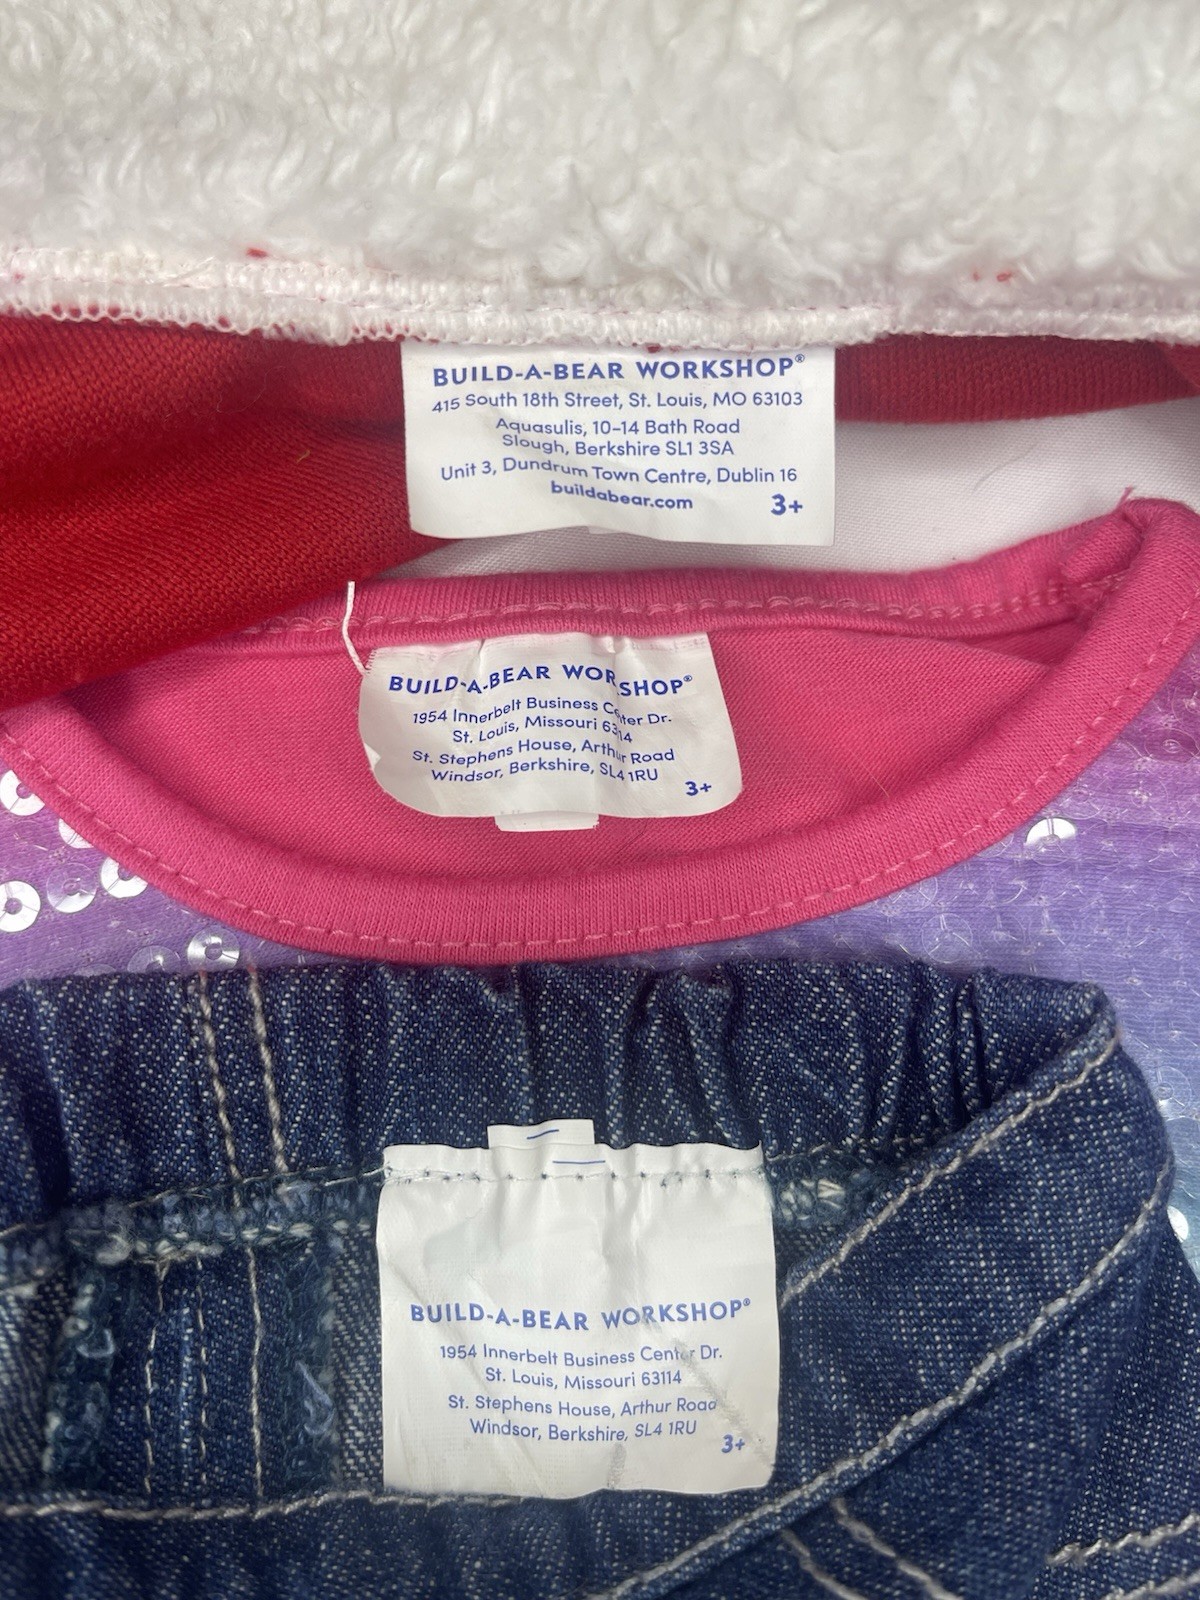 BUILD-A-BEAR WORKSHOP®
415 South 18th Street, St. Louis, MO 63103
Aquasulis, 10-14 Bath Road
Slough, Berkshire SL1 3SA
Unit 3, Dundrum Town Centre, Dublin 16
buildabear.com 3+
BUILD-A-BEAR WORKSHOP®
1954 Innerbelt Business Center Dr.
St. Louis, Missouri 63114
St. Stephens House, Arthur Road
Windsor, Berkshire, SL4 1RU
3+
BUILD-A-BEAR WORKSHOP®
1954 Innerbelt Business Center Dr.
St. Louis, Missouri 63114
St. Stephens House, Arthur Road
Windsor, Berkshire, SL4 1RU
3+